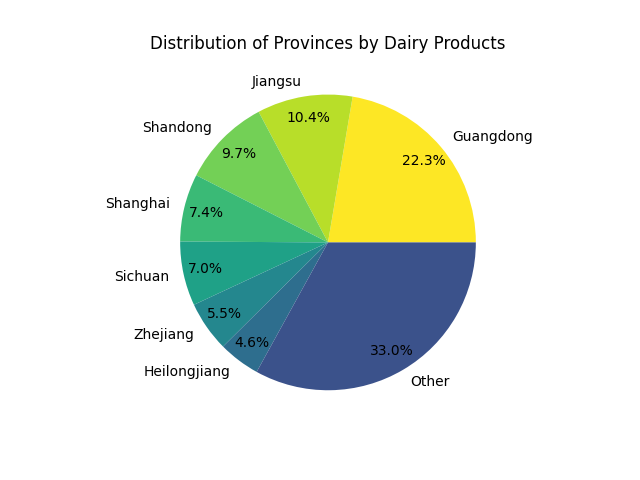 Distribution of Provinces by Dairy Products
Jiangsu
10.4%
Shandong
Guangdong
9.7%
22.3%
Shanghai
7.4%
Sichuan
7.0%
Zhejiang
5.5%
Heilongjiang
4.6%
33.0%
Other